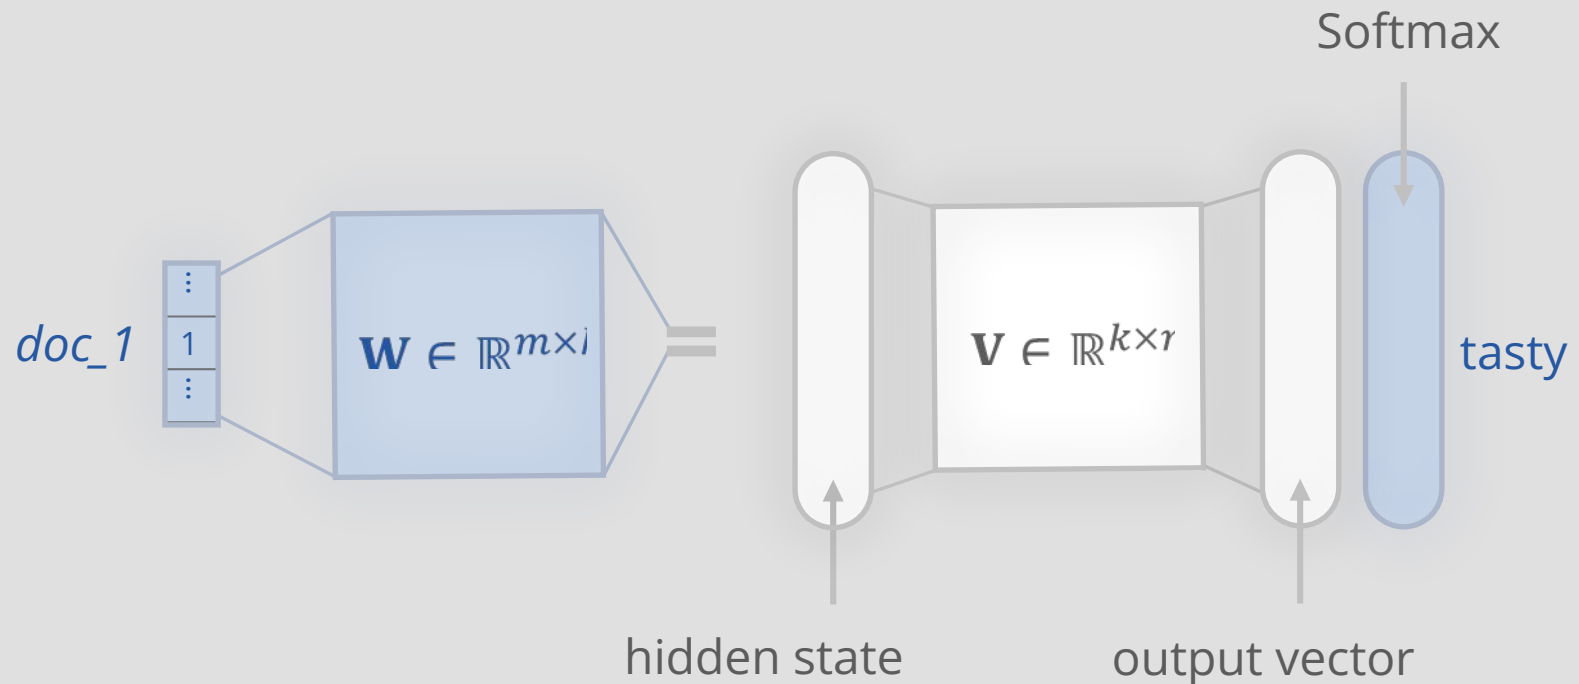 Softmax
doc_1
⋮
1
⋮
W ∈ ℝ^m×
=
V ∈ ℝ^k×
tasty
hidden state
output vector